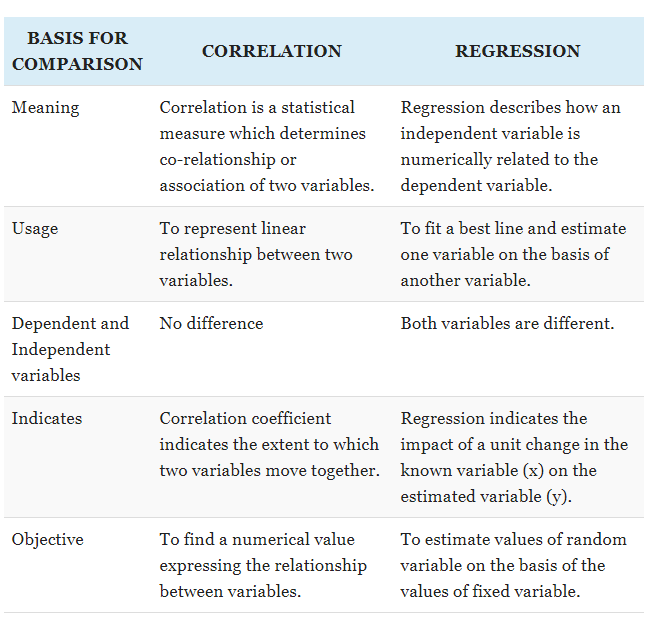 BASIS FOR
COMPARISON
CORRELATION
REGRESSION
Meaning
Correlation is a statistical
measure which determines
co-relationship or
association of two variables.
Regression describes how an
independent variable is
numerically related to the
dependent variable.
Usage
To represent linear
relationship between two
variables.
To fit a best line and estimate
one variable on the basis of
another variable.
Dependent and
Independent
variables
No difference
Both variables are different.
Indicates
Correlation coefficient
indicates the extent to which
two variables move together.
Regression indicates the
impact of a unit change in the
known variable (x) on the
estimated variable (y).
Objective
To find a numerical value
expressing the relationship
between variables.
To estimate values of random
variable on the basis of the
values of fixed variable.